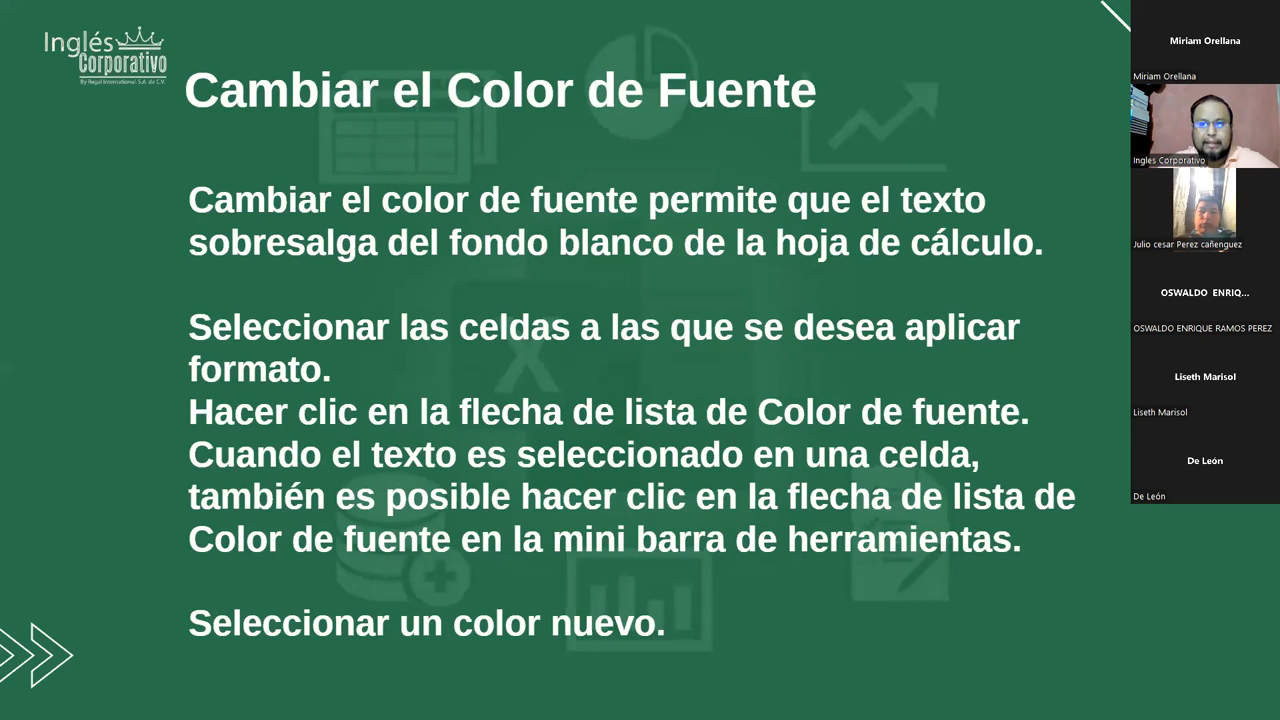 Inglés
Corporativo
By Regal International, S.A. de C.V.
Cambiar el Color de Fuente
Cambiar el color de fuente permite que el texto
sobresalga del fondo blanco de la hoja de cálculo.
Seleccionar las celdas a las que se desea aplicar
formato.
Hacer clic en la flecha de lista de Color de fuente.
Cuando el texto es seleccionado en una celda,
también es posible hacer clic en la flecha de lista de
Color de fuente en la mini barra de herramientas.
Seleccionar un color nuevo.
Miriam Orellana
Miriam Orellana
Ingles Corporativo
Julio cesar Perez cañenguez
OSWALDO ENRIQ...
OSWALDO ENRIQUE RAMOS PEREZ
Liseth Marisol
Liseth Marisol
De León
De León